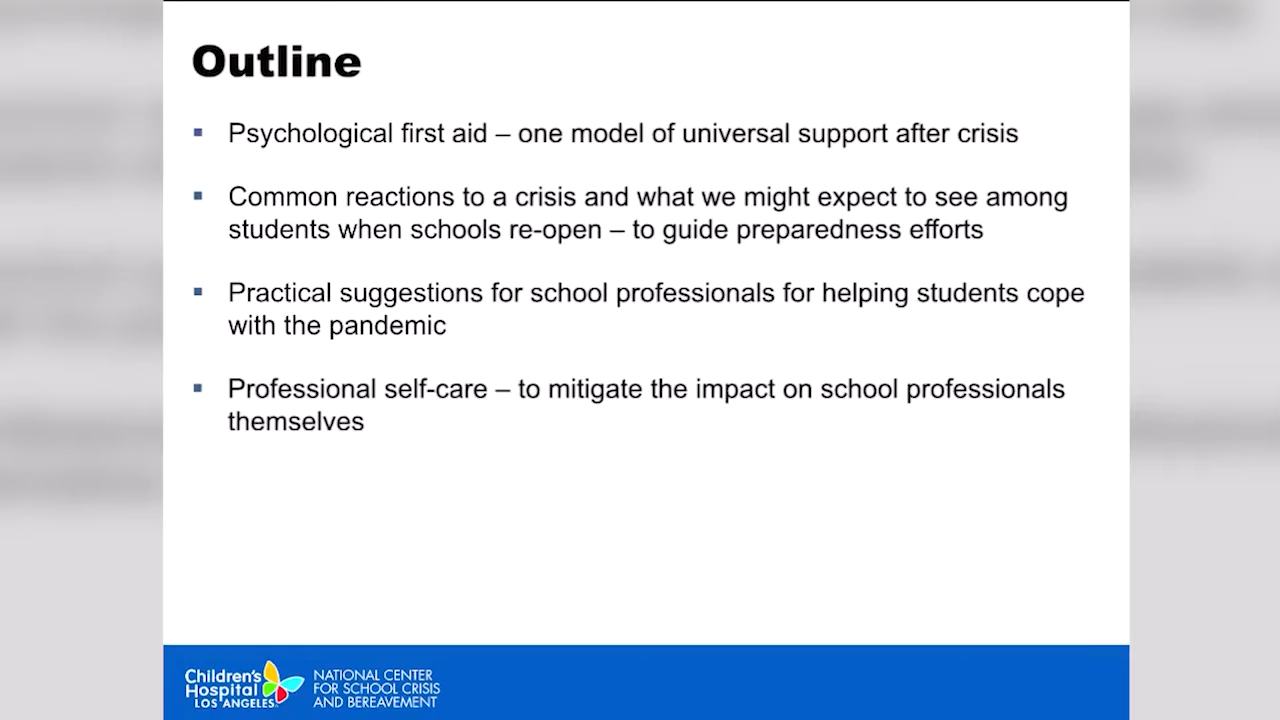 Outline
▪ Psychological first aid – one model of universal support after crisis
▪ Common reactions to a crisis and what we might expect to see among
students when schools re-open – to guide preparedness efforts
▪ Practical suggestions for school professionals for helping students cope
with the pandemic
▪ Professional self-care – to mitigate the impact on school professionals
themselves
Children's
Hospital
LOS ANGELES
NATIONAL CENTER
FOR SCHOOL CRISIS
AND BEREAVEMENT